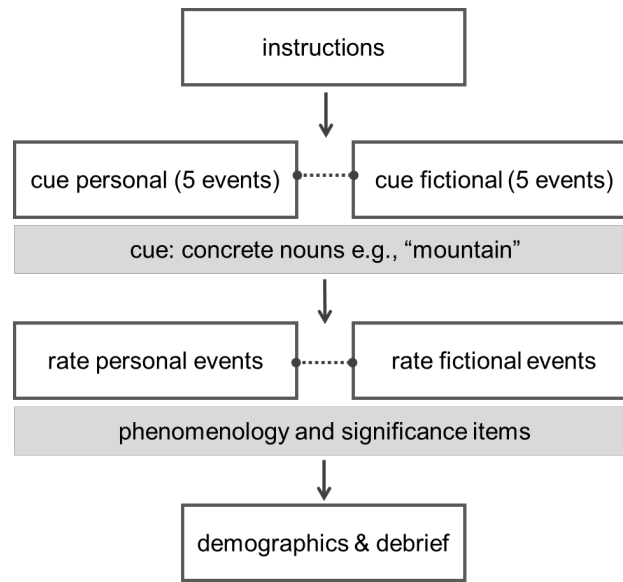 instructions
cue personal (5 events)
cue fictional (5 events)
cue: concrete nouns e.g., “mountain”
rate personal events
rate fictional events
phenomenology and significance items
demographics & debrief